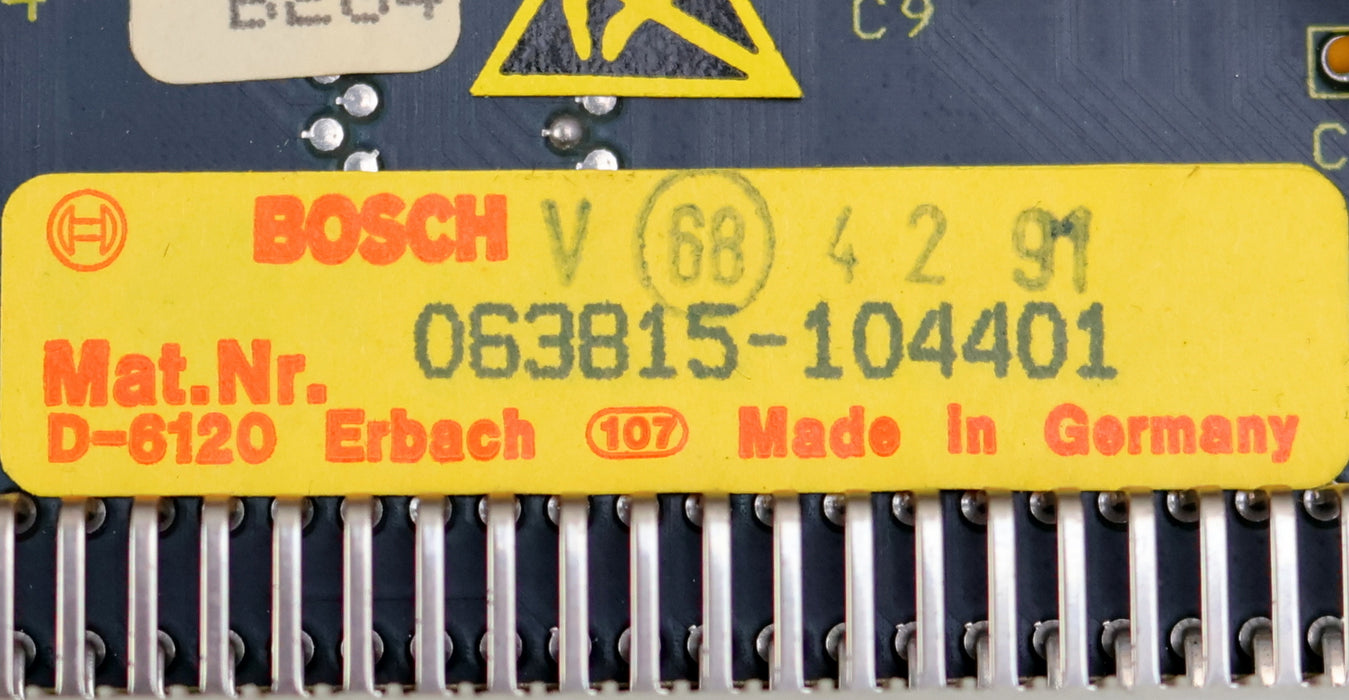 C9
BOSCH V 68 4 2 91
063815-104401
Mat.Nr.
D-6120 Erbach 107 Made in Germany